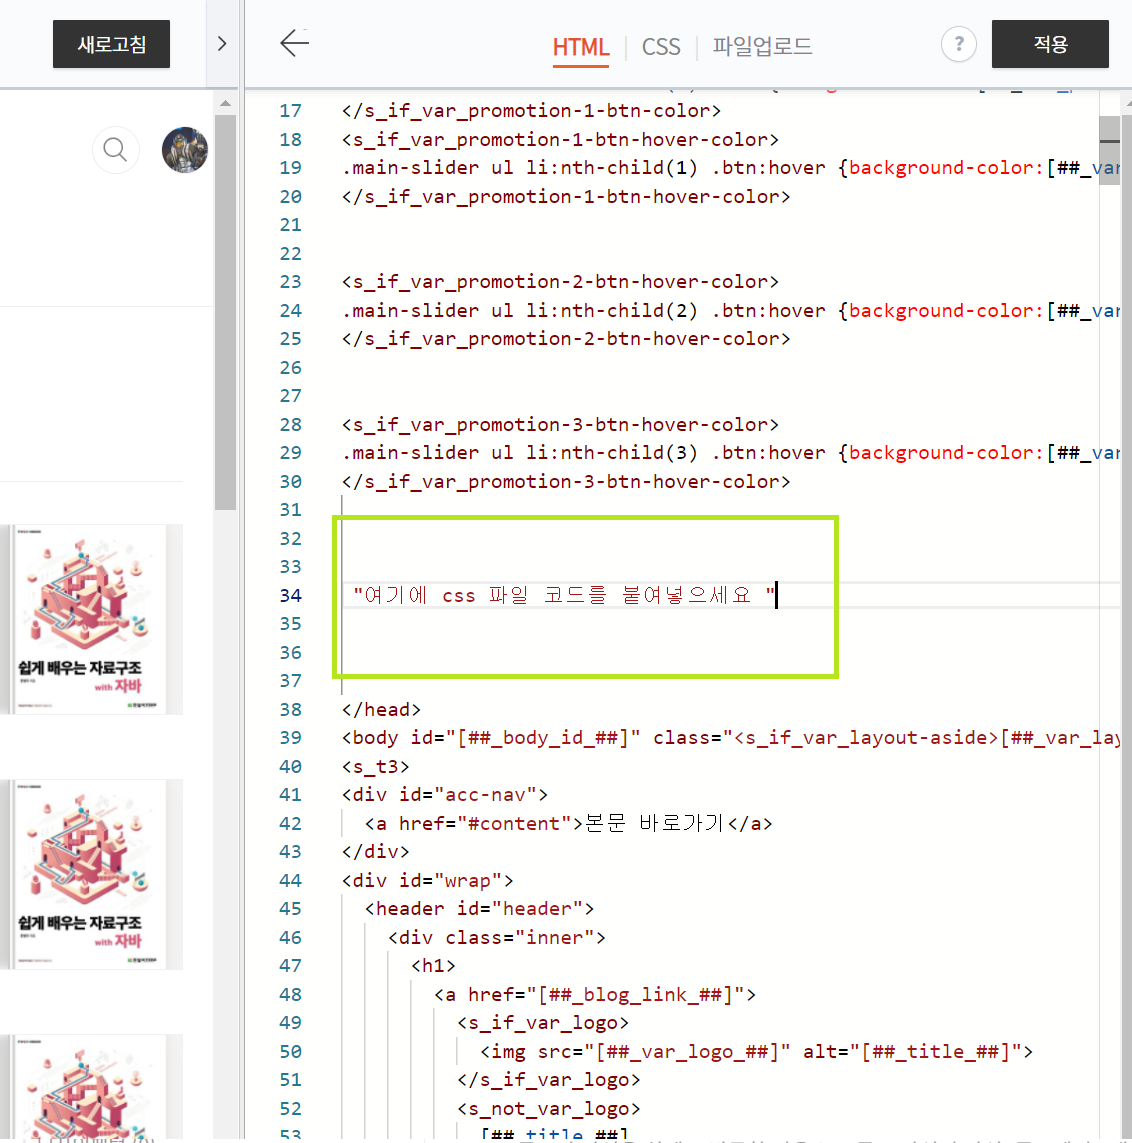 새로고침
HTML
CSS
파일업로드
?
적용
17 </s_if_var_promotion-1-btn-color>
18 <s_if_var_promotion-1-btn-hover-color>
19 .main-slider ul li:nth-child(1) .btn:hover {background-color:[##_var
20 </s_if_var_promotion-1-btn-hover-color>
21
22
23 <s_if_var_promotion-2-btn-hover-color>
24 .main-slider ul li:nth-child(2) .btn:hover {background-color:[##_var
25 </s_if_var_promotion-2-btn-hover-color>
26
27
28 <s_if_var_promotion-3-btn-hover-color>
29 .main-slider ul li:nth-child(3) .btn:hover {background-color:[##_var
30 </s_if_var_promotion-3-btn-hover-color>
31
32
33
34 "여기에 css 파일 코드를 붙여넣으세요 "
35
36
37
38 </head>
39 <body id="[##_body_id_##]" class="<s_if_var_layout-aside>[##_var_lay
40 <s_t3>
41 <div id="acc-nav">
42 <a href="#content">본문 바로가기</a>
43 </div>
44 <div id="wrap">
45 <header id="header">
46 <div class="inner">
47 <h1>
48 <a href="[##_blog_link_##]">
49 <s_if_var_logo>
50 <img src="[##_var_logo_##]" alt="[##_title_##]">
51 </s_if_var_logo>
52 <s_not_var_logo>
53 [##_title_##]
쉽게 배우는 자료구조
with 자바
쉽게 배우는 자료구조
with 자바